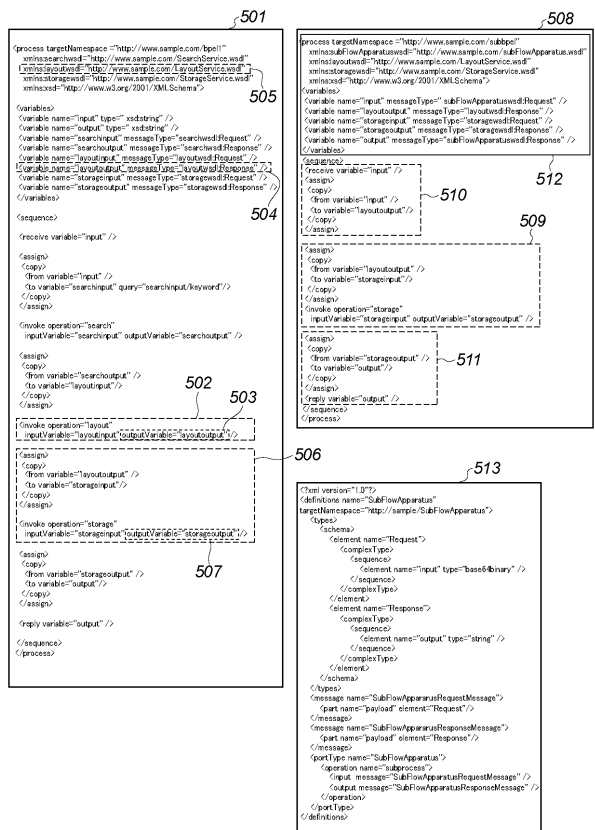 501
<process targetNamespace ="http://www.sample.com/bpel1"
xmlns:searchwsdl="http://www.sample.com/SearchService.wsdl"
xmlns:layoutwsdl="http://www.sample.com/LayoutService.wsdl"
505
xmlns:storagewsdl="http://www.sample.com/StorageService.wsdl"
xmlns:xsd="http://www.w3.org/2001/XMLSchema">
<variables>
<variable name="input" type=" xsd:string" />
<variable name="output" type=" xsd:string" />
<variable name="searchinput" messageType="searchwsdl:Request" />
<variable name="searchoutput" messageType="searchwsdl:Response" />
<variable name="layoutinput" messageType="layoutwsdl:Request" />
<variable name="layoutoutput" messageType="layoutwsdl:Response" />
<variable name="storageinput" messageType="storagewsdl:Request" />
<variable name="storageoutput" messageType="storagewsdl:Response" />
504
</variables>
<sequence>
<receive variable="input" />
<assign>
<copy>
<from variable="input" />
<to variable="searchinput" query="searchinput/keyword"/>
</copy>
</assign>
<invoke operation="search"
inputVariable="searchinput" outputVariable="searchoutput" />
<assign>
<copy>
<from variable="searchoutput" />
<to variable="layoutinput"/>
</copy>
</assign>
502
503
<invoke operation="layout"
inputVariable="layoutinput" outputVariable="layoutoutput" />
506
<assign>
<copy>
<from variable="layoutoutput" />
<to variable="storageinput"/>
</copy>
</assign>
<invoke operation="storage"
inputVariable="storageinput" outputVariable="storageoutput" />
507
<assign>
<copy>
<from variable="storageoutput" />
<to variable="output"/>
</copy>
</assign>
<reply variable="output" />
</sequence>
</process>
508
<process targetNamespace ="http://www.sample.com/subbpel"
xmlns:subFlowApparatuswsdl="http://www.sample.com/subFlowApparatus.wsdl"
xmlns:layoutwsdl="http://www.sample.com/LayoutService.wsdl"
xmlns:storagewsdl="http://www.sample.com/StorageService.wsdl"
xmlns:xsd="http://www.w3.org/2001/XMLSchema">
<variables>
<variable name="input" messageType=" subFlowApparatuswsdl:Request" />
<variable name="layoutoutput" messageType="layoutwsdl:Response" />
<variable name="storageinput" messageType="storagewsdl:Request" />
<variable name="storageoutput" messageType="storagewsdl:Response" />
<variable name="output" messageType="subFlowApparatuswsdl:Response" />
</variables>
512
<sequence>
<receive variable="input" />
<assign>
<copy>
510
<from variable="input" />
<to variable="layoutoutput"/>
</copy>
</assign>
509
<assign>
<copy>
<from variable="layoutoutput" />
<to variable="storageinput"/>
</copy>
</assign>
<invoke operation="storage"
inputVariable="storageinput" outputVariable="storageoutput" />
<assign>
<copy>
<from variable="storageoutput" />
511
<to variable="output"/>
</copy>
</assign>
<reply variable="output" />
</sequence>
</process>
513
<?xml version="1.0"?>
<definitions name="SubFlowApparatus"
targetNamespace="http://sample/SubFlowApparatus">
<types>
<schema>
<element name="Request">
<complexType>
<sequence>
<element name="input" type="base64binary" />
</sequence>
</complexType>
</element>
<element name="Response">
<complexType>
<sequence>
<element name="output" type="string" />
</sequence>
</complexType>
</element>
</schema>
</types>
<message name="SubFlowAppararusRequestMessage">
<part name="payload" element="Request"/>
</message>
<message name="SubFlowAppararusResponseMessage">
<part name="payload" element="Response"/>
</message>
<portType name="SubFlowApparatus">
<operation name="subprocess">
<input message="SubFlowApparatusRequestMessage" />
<output message="SubFlowApparatusResponseMessage" />
</operation>
</portType>
</definitions>